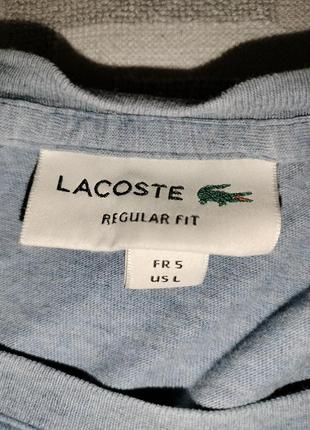 LACOSTE
REGULAR FIT
FR 5
US L